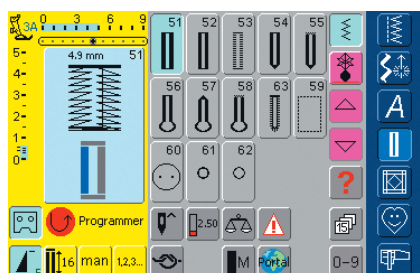 3A 0 3 6 9
51 52 53 54 55
5-
4-
3-
2-
1-
0-
4.9 mm 51
56 57 58 63 59
60 61 62
?
Programmer
2.50
15
16 man 1,2,3...
M Portal 0-9
A